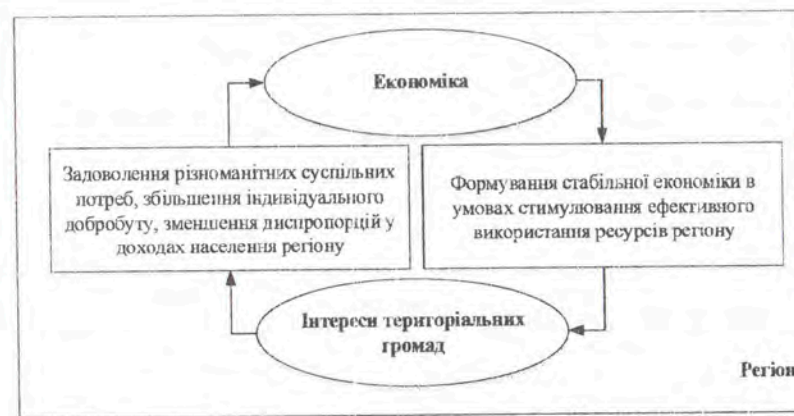 Економіка
Задоволення різноманітних суспільних
потреб, збільшення індивідуального
добробуту, зменшення диспропорцій у
доходах населення регіону
Формування стабільної економіки в
умовах стимулювання ефективного
використання ресурсів регіону
Інтереси територіальних
громад
Регіон